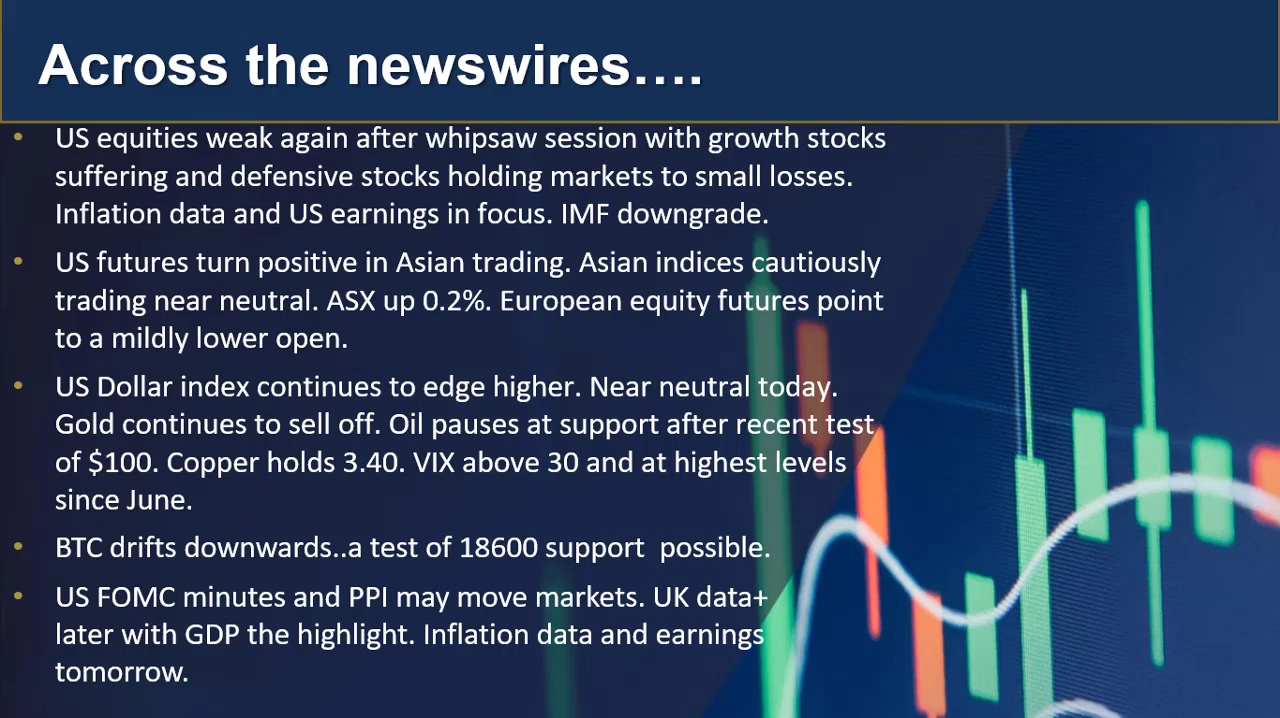 Across the newswires….
• US equities weak again after whipsaw session with growth stocks
suffering and defensive stocks holding markets to small losses.
Inflation data and US earnings in focus. IMF downgrade.
• US futures turn positive in Asian trading. Asian indices cautiously
trading near neutral. ASX up 0.2%. European equity futures point
to a mildly lower open.
• US Dollar index continues to edge higher. Near neutral today.
Gold continues to sell off. Oil pauses at support after recent test
of $100. Copper holds 3.40. VIX above 30 and at highest levels
since June.
• BTC drifts downwards..a test of 18600 support  possible.
• US FOMC minutes and PPI may move markets. UK data+
later with GDP the highlight. Inflation data and earnings
tomorrow.